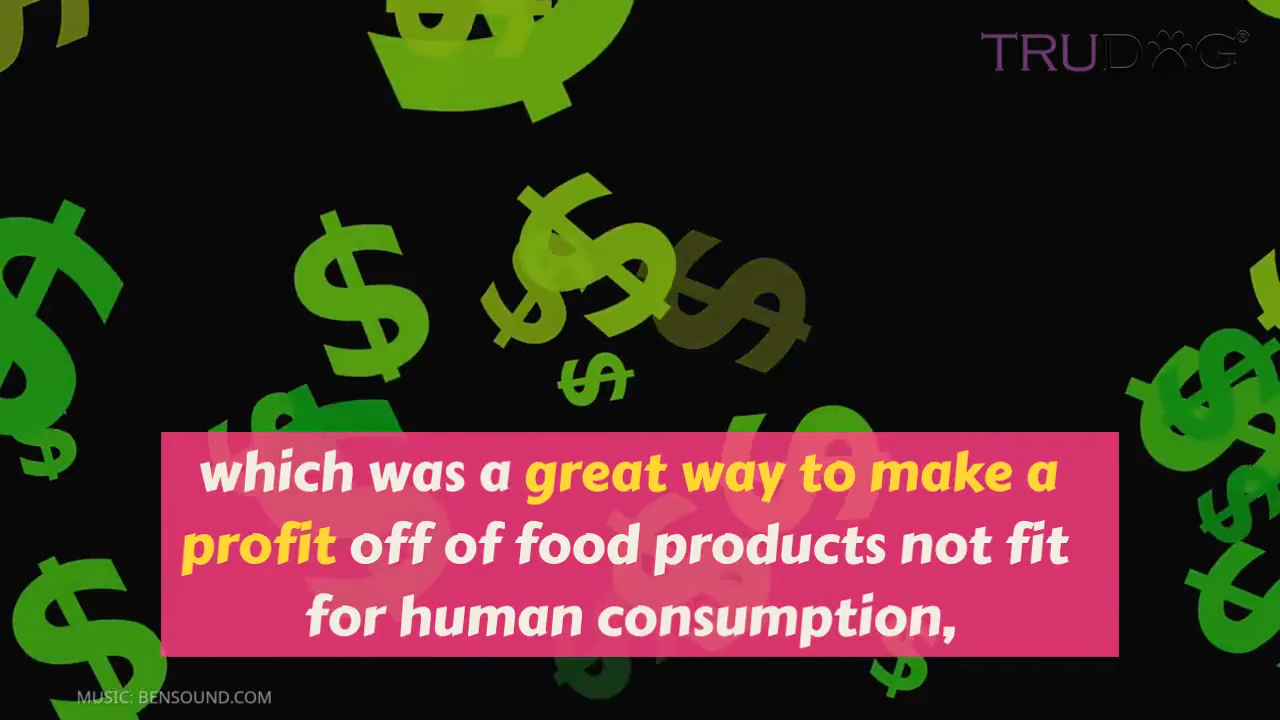 TRUDOG®
which was a great way to make a
profit off of food products not fit
for human consumption,
MUSIC: BENSOUND.COM